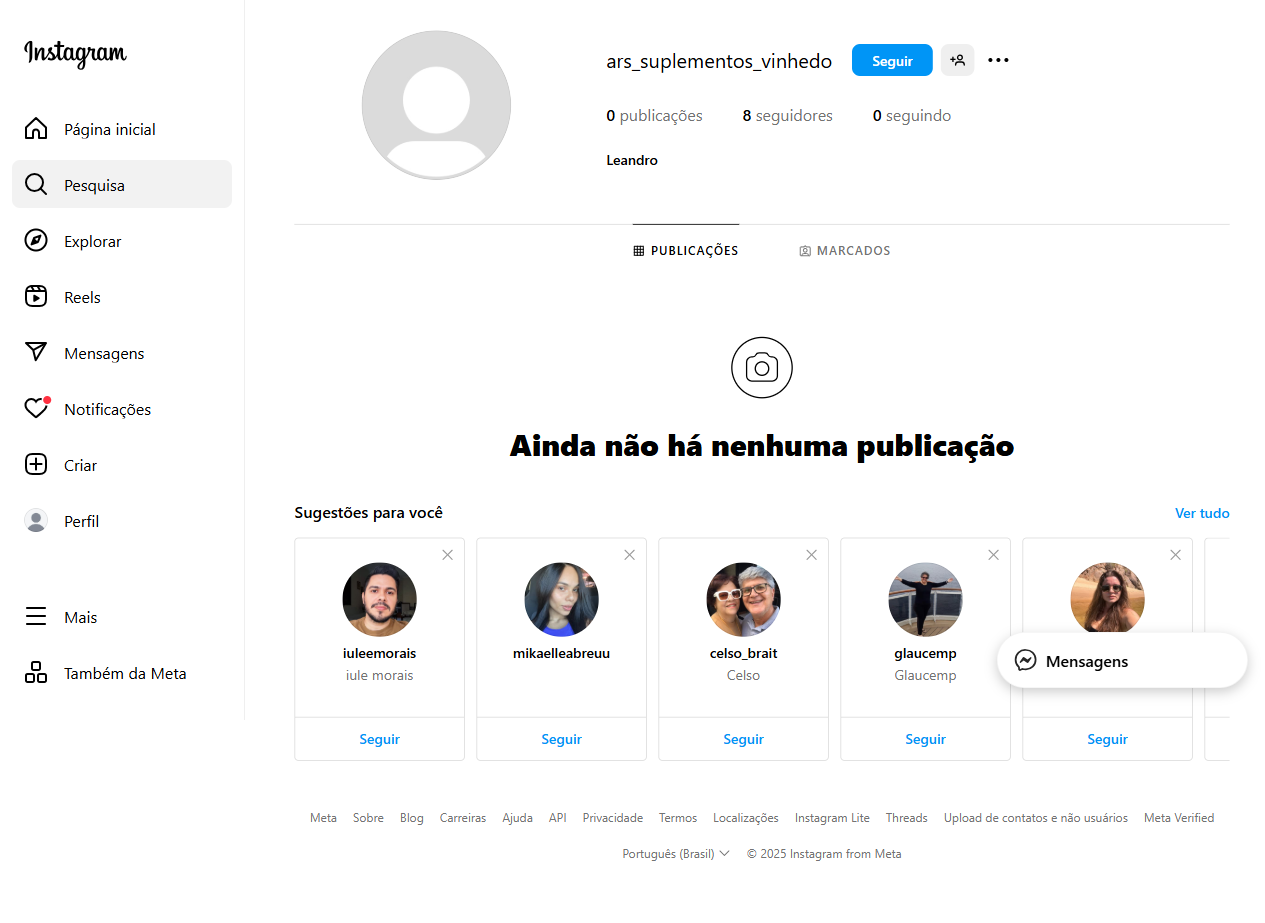 Instagram
Página inicial
Pesquisa
Explorar
Reels
Mensagens
Notificações
Criar
Perfil
Mais
Também da Meta
ars_suplementos_vinhedo Seguir
0 publicações 8 seguidores 0 seguindo
Leandro
PUBLICAÇÕES MARCADOS
Ainda não há nenhuma publicação
Sugestões para você Ver tudo
iuleemorais mikaelleabreuu celso_brait glaucemp
iule morais Celso Glaucemp
Mensagens
Seguir Seguir Seguir Seguir Seguir
Meta Sobre Blog Carreiras Ajuda API Privacidade Termos Localizações Instagram Lite Threads Upload de contatos e não usuários Meta Verified
Português (Brasil) © 2025 Instagram from Meta